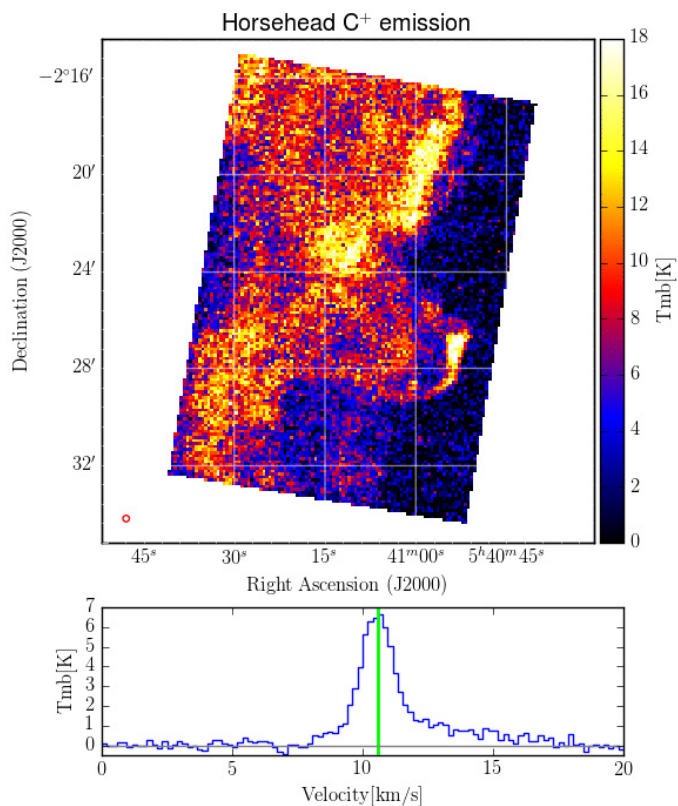 Horsehead C⁺ emission
−2°16′
20′
24′
28′
32′
Declination (J2000)
45ˢ 30ˢ 15ˢ 41ᵐ00ˢ 5ʰ40ᵐ45ˢ
Right Ascension (J2000)
18
16
14
12
10
8
6
4
2
0
Tmb[K]
7
6
5
4
3
2
1
0
Tmb[K]
0 5 10 15 20
Velocity[km/s]